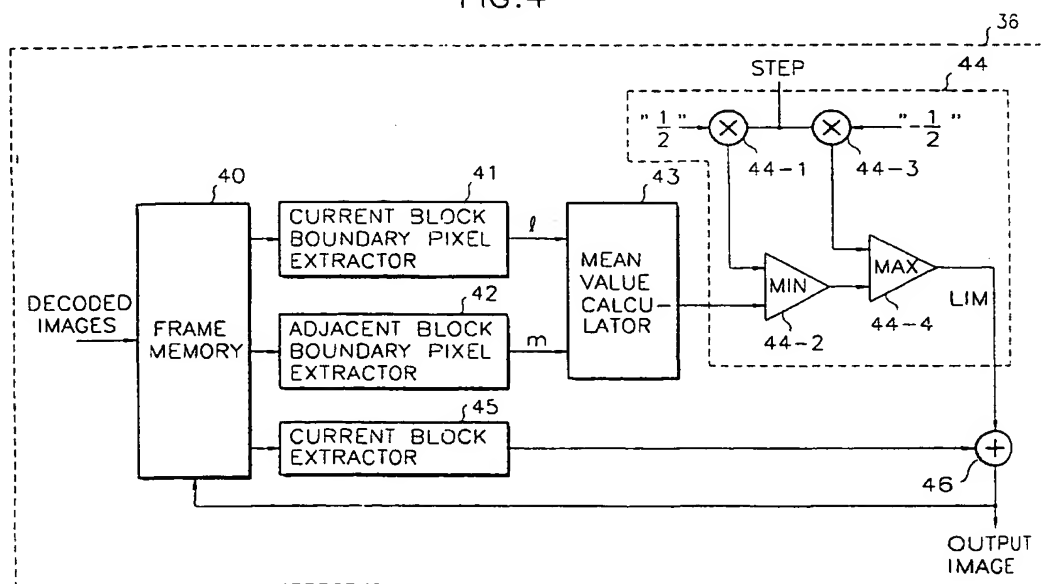 FIG.4
36
STEP
44
" 1/2 "
"- 1/2 "
44-1
44-3
40
41
43
CURRENT BLOCK
BOUNDARY PIXEL
EXTRACTOR
ℓ
MEAN
VALUE
CALCU
LATOR
MIN
MAX
LIM
44-2
44-4
DECODED
IMAGES
FRAME
MEMORY
42
ADJACENT BLOCK
BOUNDARY PIXEL
EXTRACTOR
m
45
CURRENT BLOCK
EXTRACTOR
46
OUTPUT
IMAGE